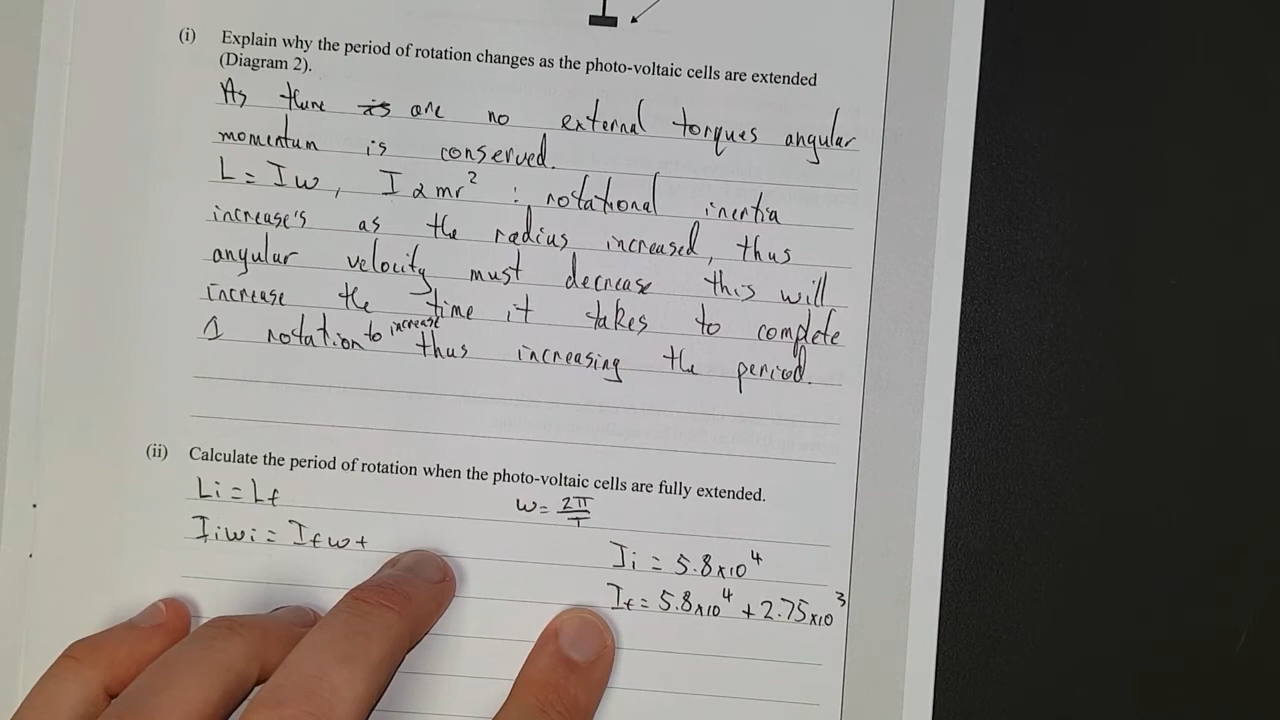 (i) Explain why the period of rotation changes as the photo-voltaic cells are extended
(Diagram 2).
As there is are no external torques angular
momentum is conserved.
L = Iω, I α mr² ∴ rotational inertia
increase's as the radius increased, thus
angular velocity must decrease this will
increase the time it takes to complete
1 rotation to increase thus increasing the period.
(ii) Calculate the period of rotation when the photo-voltaic cells are fully extended.
Li = Lf
ω = 2π/T
Iiωi = Ifωf
Ii = 5.8x10⁴
If = 5.8x10⁴ + 2.75x10³